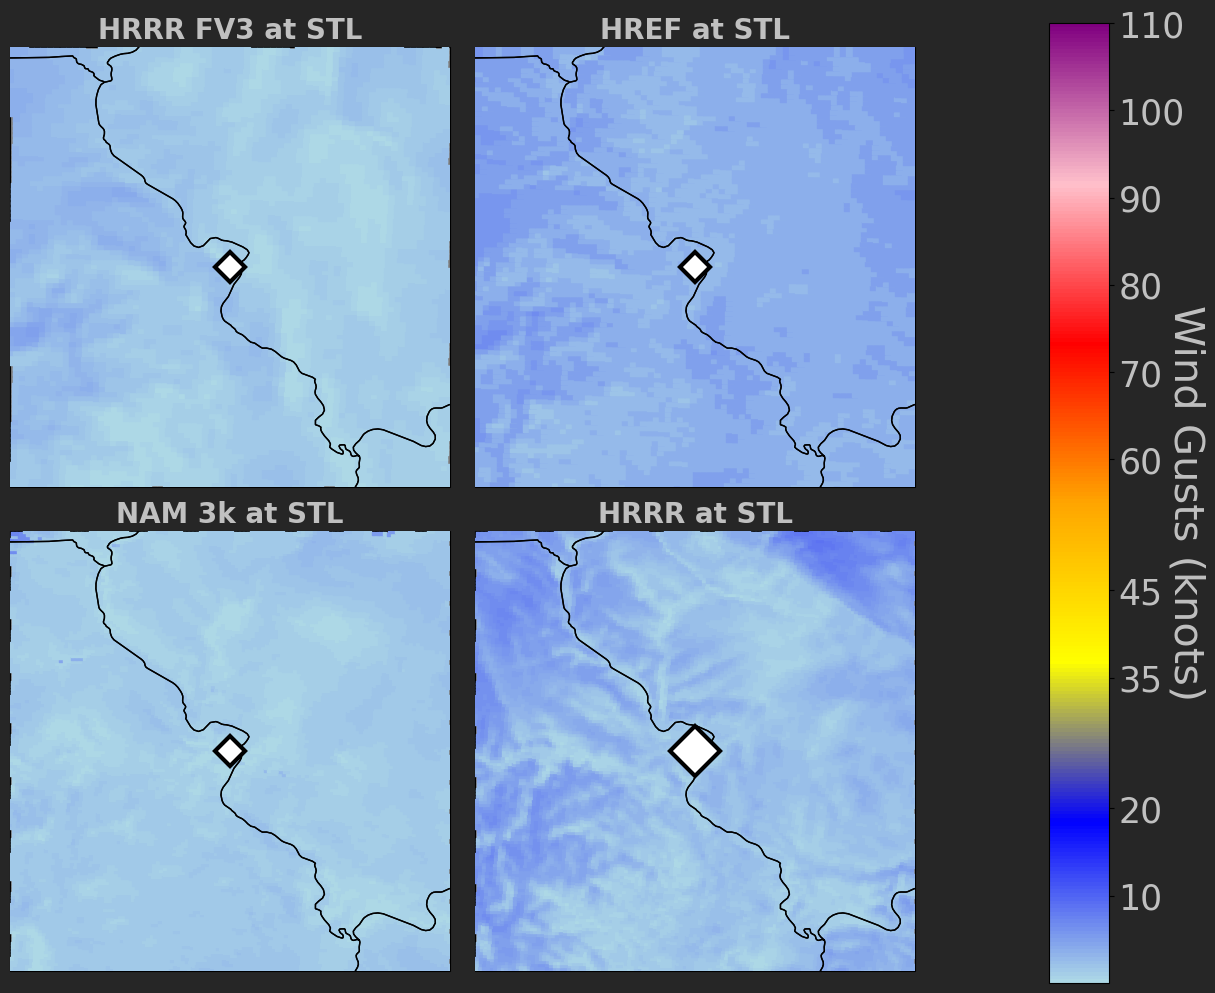 HRRR FV3 at STL
HREF at STL
NAM 3k at STL
HRRR at STL
110
100
90
80
70
60
45
35
20
10
Wind Gusts (knots)